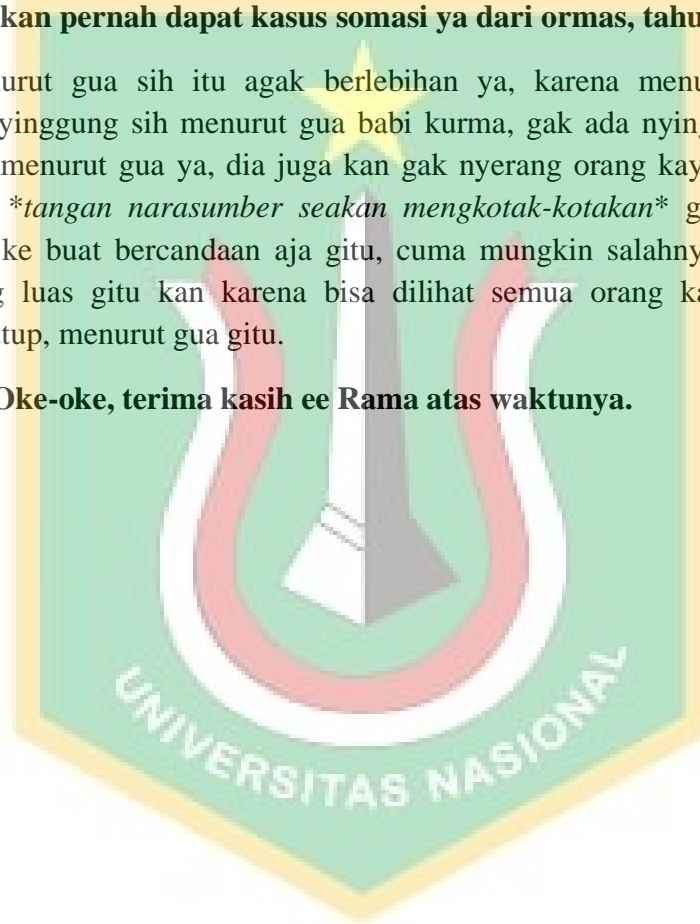 kan pernah dapat kasus somasi ya dari ormas, tahu
urut gua sih itu agak berlebihan ya, karena menu
yinggung sih menurut gua babi kurma, gak ada nying
menurut gua ya, dia juga kan gak nyerang orang kay
*tangan narasumber seakan mengkotak-kotakan* g
ke buat bercandaan aja gitu, cuma mungkin salahny
g luas gitu kan karena bisa dilihat semua orang ka
utup, menurut gua gitu.
Oke-oke, terima kasih ee Rama atas waktunya.
UNIVERSITAS NASIONAL